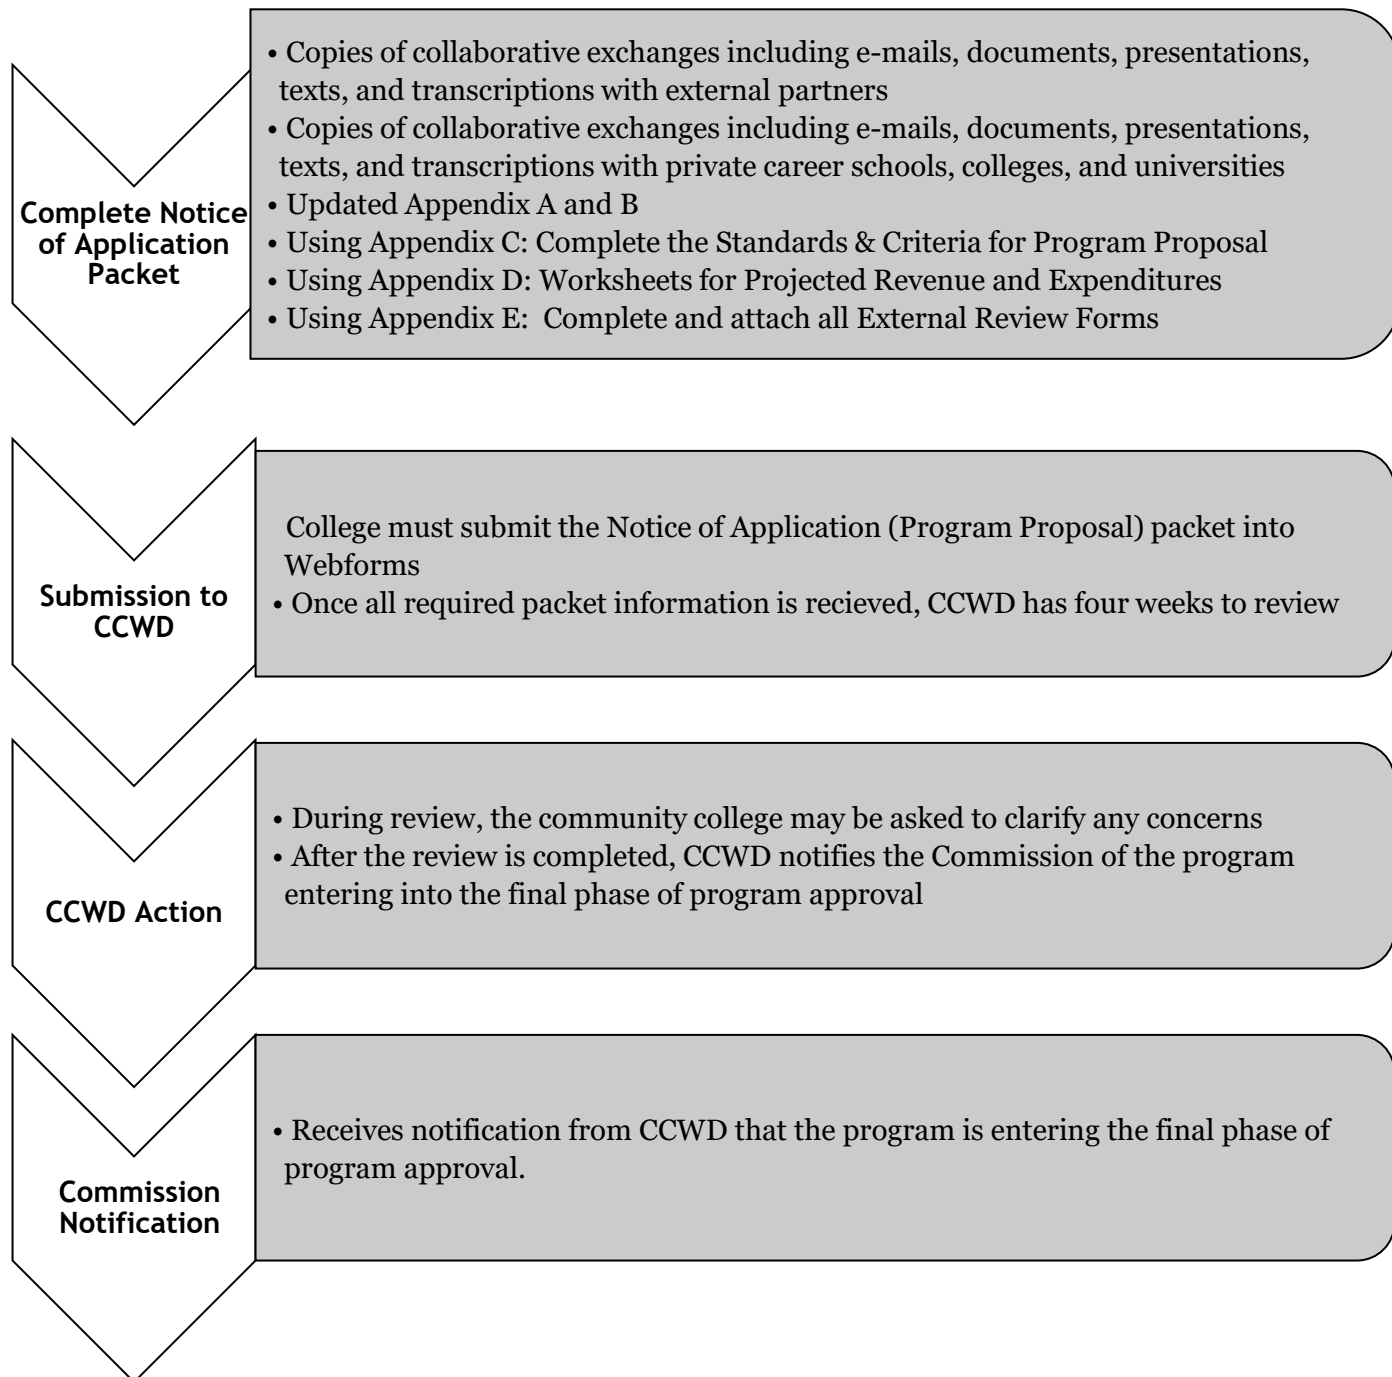 Complete Notice
of Application
Packet
• Copies of collaborative exchanges including e-mails, documents, presentations,
texts, and transcriptions with external partners
• Copies of collaborative exchanges including e-mails, documents, presentations,
texts, and transcriptions with private career schools, colleges, and universities
• Updated Appendix A and B
• Using Appendix C: Complete the Standards & Criteria for Program Proposal
• Using Appendix D: Worksheets for Projected Revenue and Expenditures
• Using Appendix E:  Complete and attach all External Review Forms
Submission to
CCWD
College must submit the Notice of Application (Program Proposal) packet into
Webforms
• Once all required packet information is recieved, CCWD has four weeks to review
CCWD Action
• During review, the community college may be asked to clarify any concerns
• After the review is completed, CCWD notifies the Commission of the program
entering into the final phase of program approval
Commission
Notification
• Receives notification from CCWD that the program is entering the final phase of
program approval.